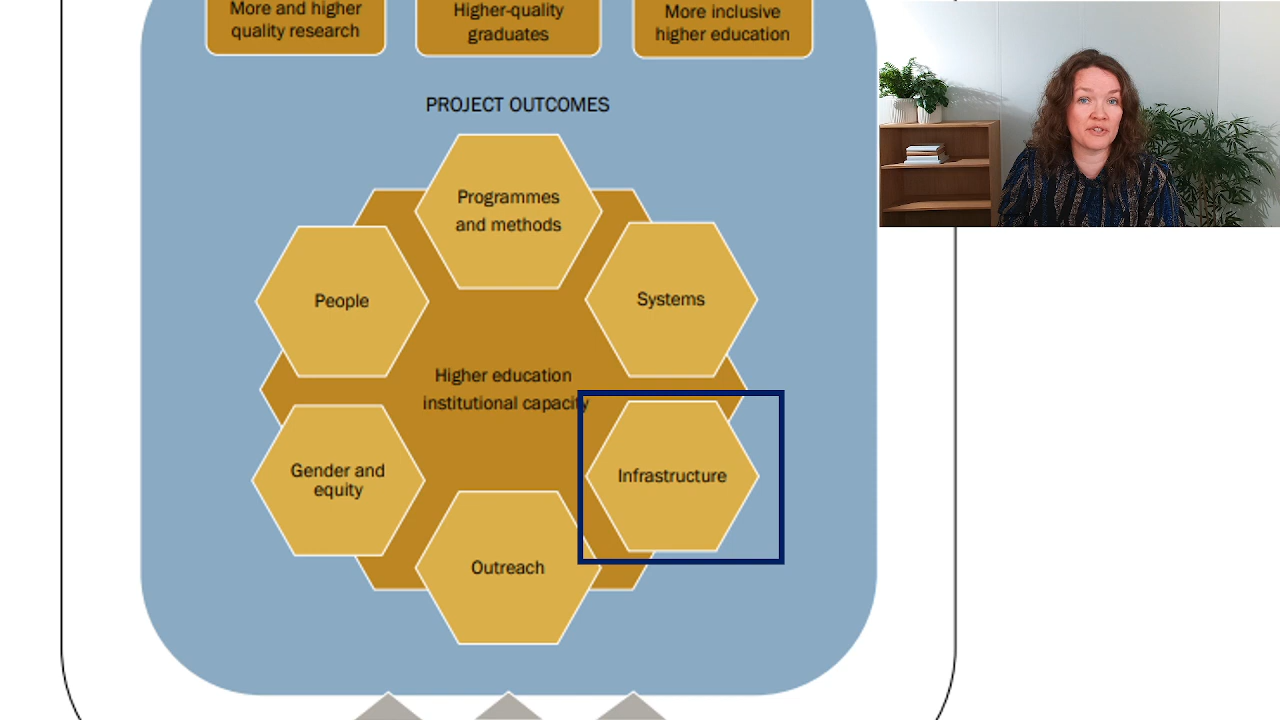 More and higher
quality research
Higher-quality
graduates
More inclusive
higher education
PROJECT OUTCOMES
Programmes
and methods
People
Systems
Higher education
institutional capacity
Gender and
equity
Infrastructure
Outreach